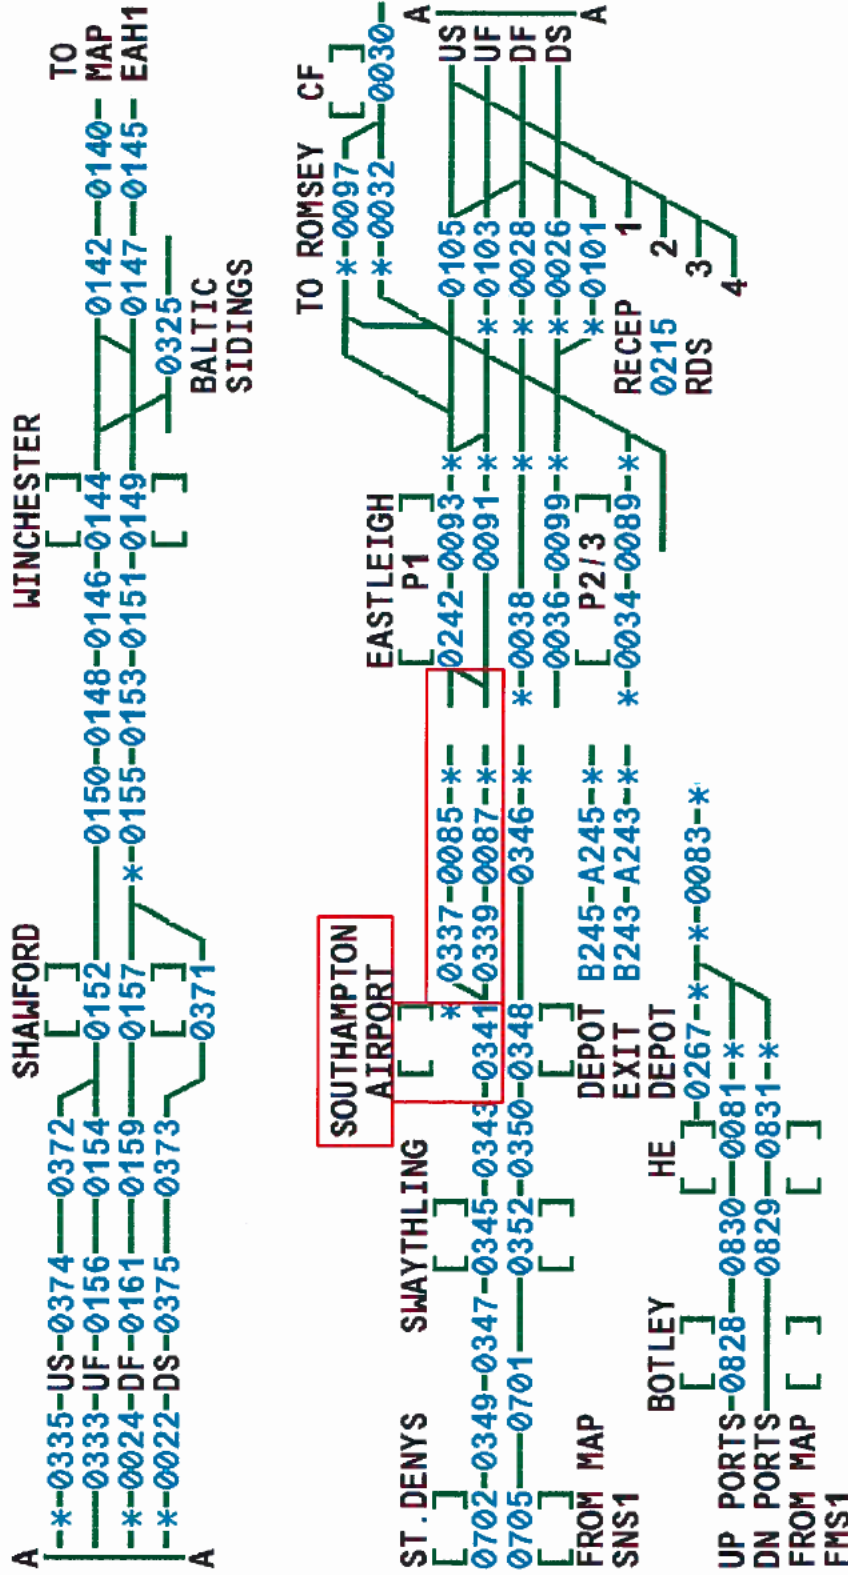 A SHAWFORD WINCHESTER
*-0335-US-0374-0372 TO
0333-UF-0156-0154-0152-0150-0148-0146-0144-0142-0140- MAP
*-0024-DF-0161-0159-0157-*-0155-0153-0151-0149-0147-0145- EAH1
*-0022-DS-0375-0373 0325
A 0371 BALTIC
SIDINGS
TO ROMSEY CF
SOUTHAMPTON *-0097
AIRPORT EASTLEIGH *-0032 0030
ST.DENYS SWAYTHLING P1 A
* *-0337-0085-* 0242-0093-* 0105 US
0702-0349-0347-0345-0343-0341 0339-0087-* 0091-* *-0103 UF
0705-0701-0352-0350-0348 0346-* *-0038-* *-0028 DF
0036-0099-* *-0026 DS
FROM MAP DEPOT B245-A245-* P2/3 *-0101 A
SNS1 EXIT B243-A243-* *-0034-0089-* RECEP 1
BOTLEY HE DEPOT 0215 2
-0267-*-*-0083-* RDS 3
UP PORTS-0828-0830-0081-* 4
DN PORTS-0829-0831-*
FROM MAP
FMS1